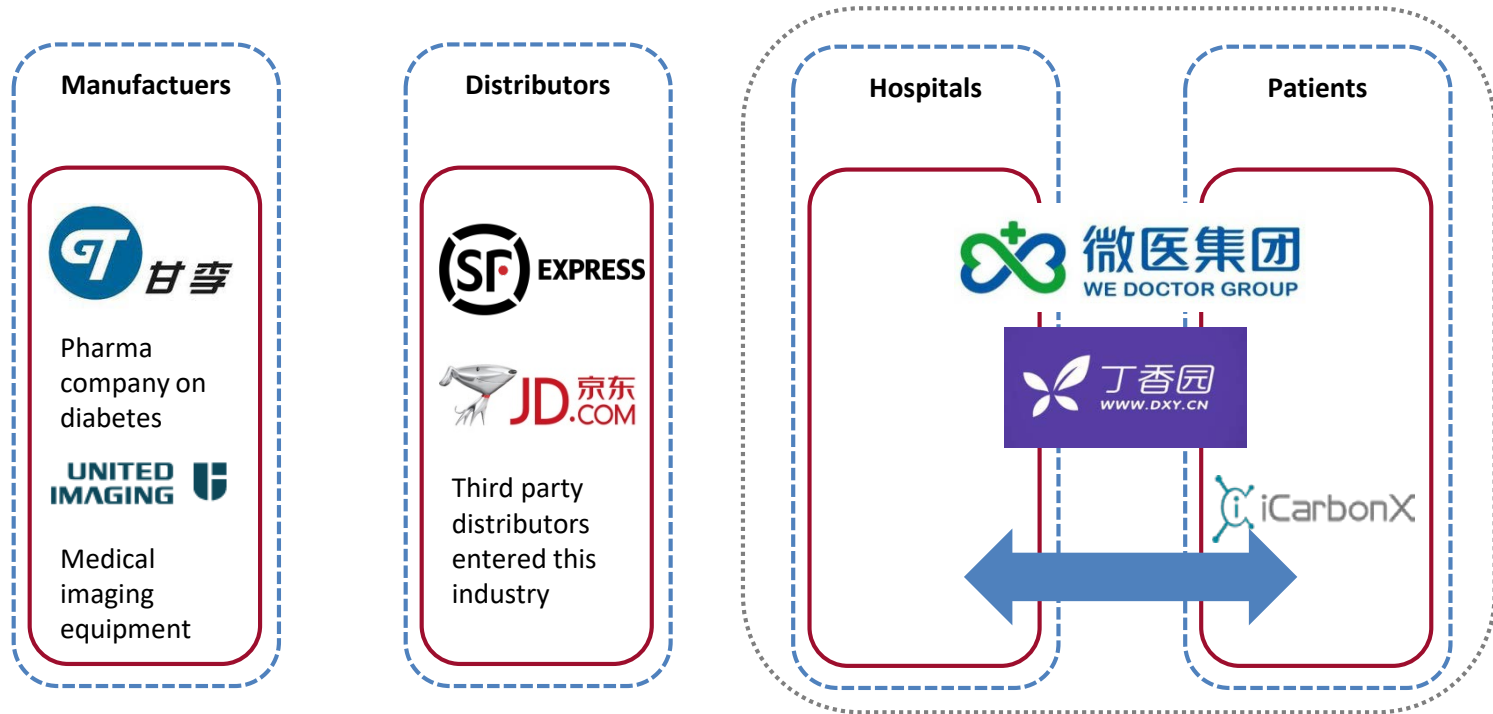 Manufactuers
GT 甘李
Pharma
company on
diabetes
UNITED
IMAGING
Medical
imaging
equipment
Distributors
SF EXPRESS
JD 京东
.COM
Third party
distributors
entered this
industry
Hospitals
Patients
微医集团
WE DOCTOR GROUP
丁香园
WWW.DXY.CN
iCarbonX